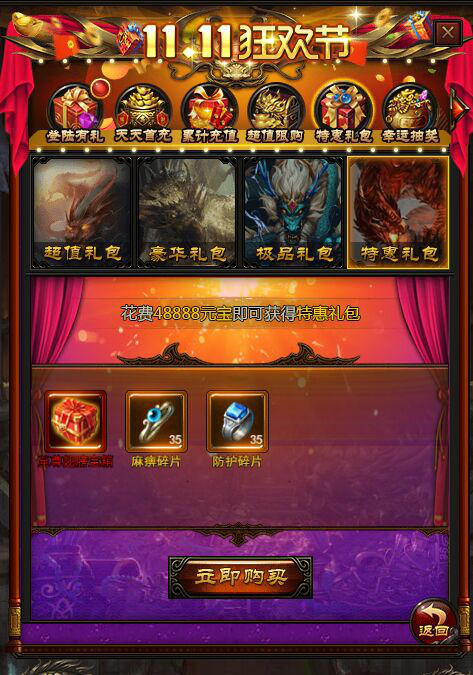 11.11狂欢节
登陆有礼 天天首充 累计充值 超值限购 特惠礼包 幸运抽奖
超值礼包 豪华礼包 极品礼包 特惠礼包
花费48888元宝即可获得特惠礼包
35 35
麻痹碎片 防护碎片
立即购买
返回